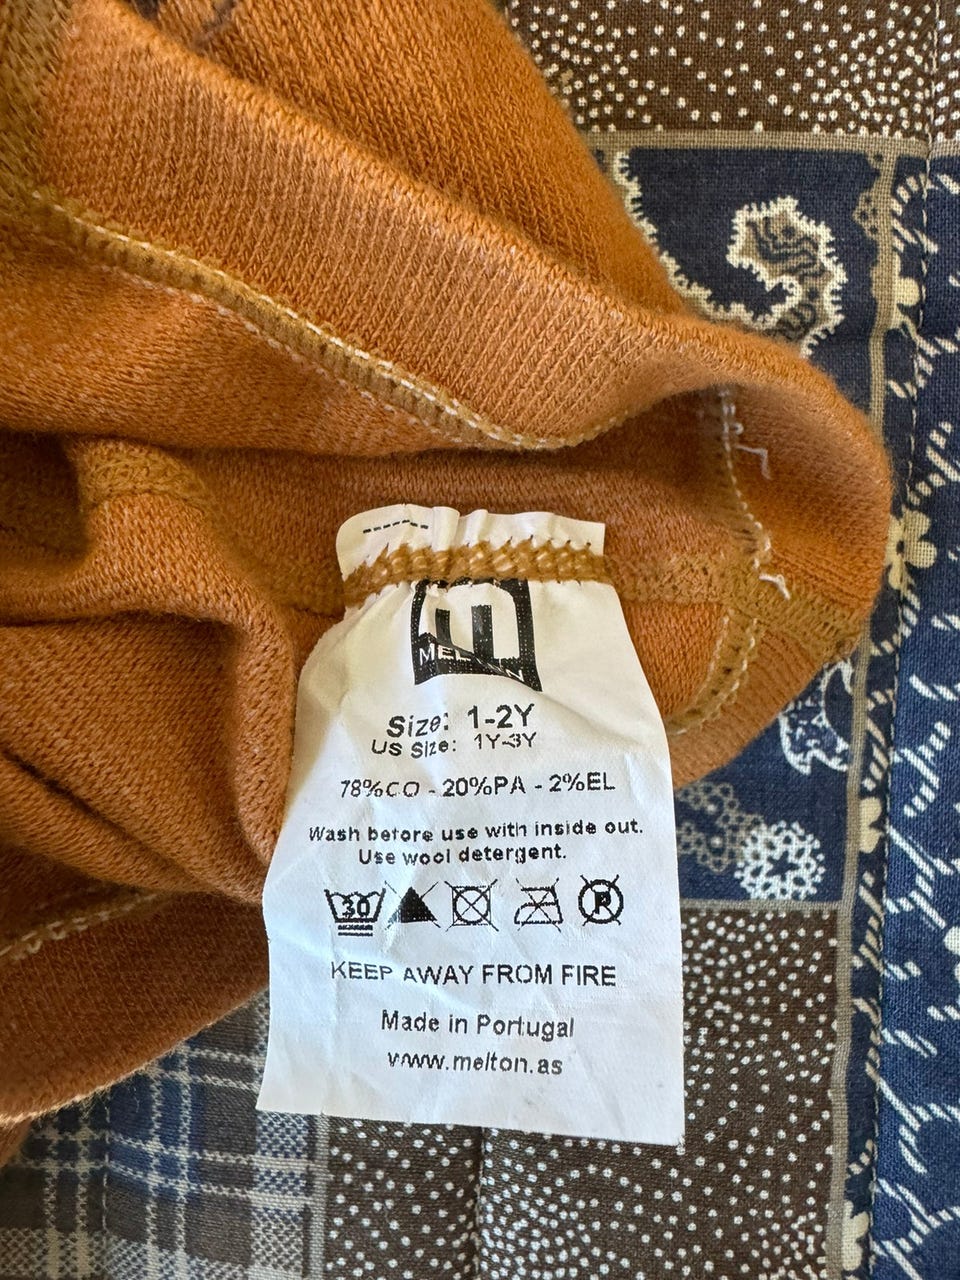 MELTON
Size: 1-2Y
US Size: 1Y-3Y
78%CO - 20%PA - 2%EL
Wash before use with inside out.
Use wool detergent.
30 P
KEEP AWAY FROM FIRE
Made in Portugal
www.melton.as